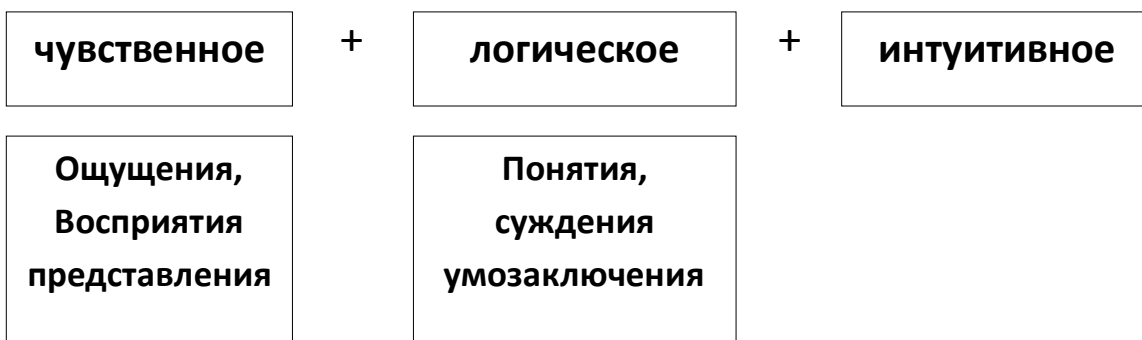 чувственное + логическое + интуитивное
Ощущения,
Восприятия
представления
Понятия,
суждения
умозаключения